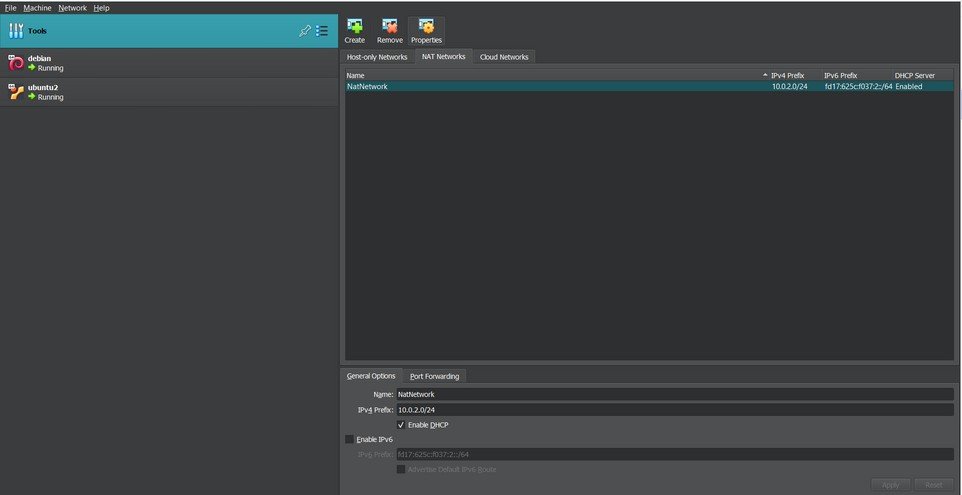 File Machine Network Help
Tools
debian
Running
ubuntu2
Running
Create Remove Properties
Host-only Networks NAT Networks Cloud Networks
Name IPv4 Prefix IPv6 Prefix DHCP Server
NatNetwork 10.0.2.0/24 fd17:625c:f037:2::/64 Enabled
General Options Port Forwarding
Name: NatNetwork
IPv4 Prefix: 10.0.2.0/24
Enable DHCP
Enable IPv6
IPv6 Prefix: fd17:625c:f037:2::/64
Advertise Default IPv6 Route
Apply Reset